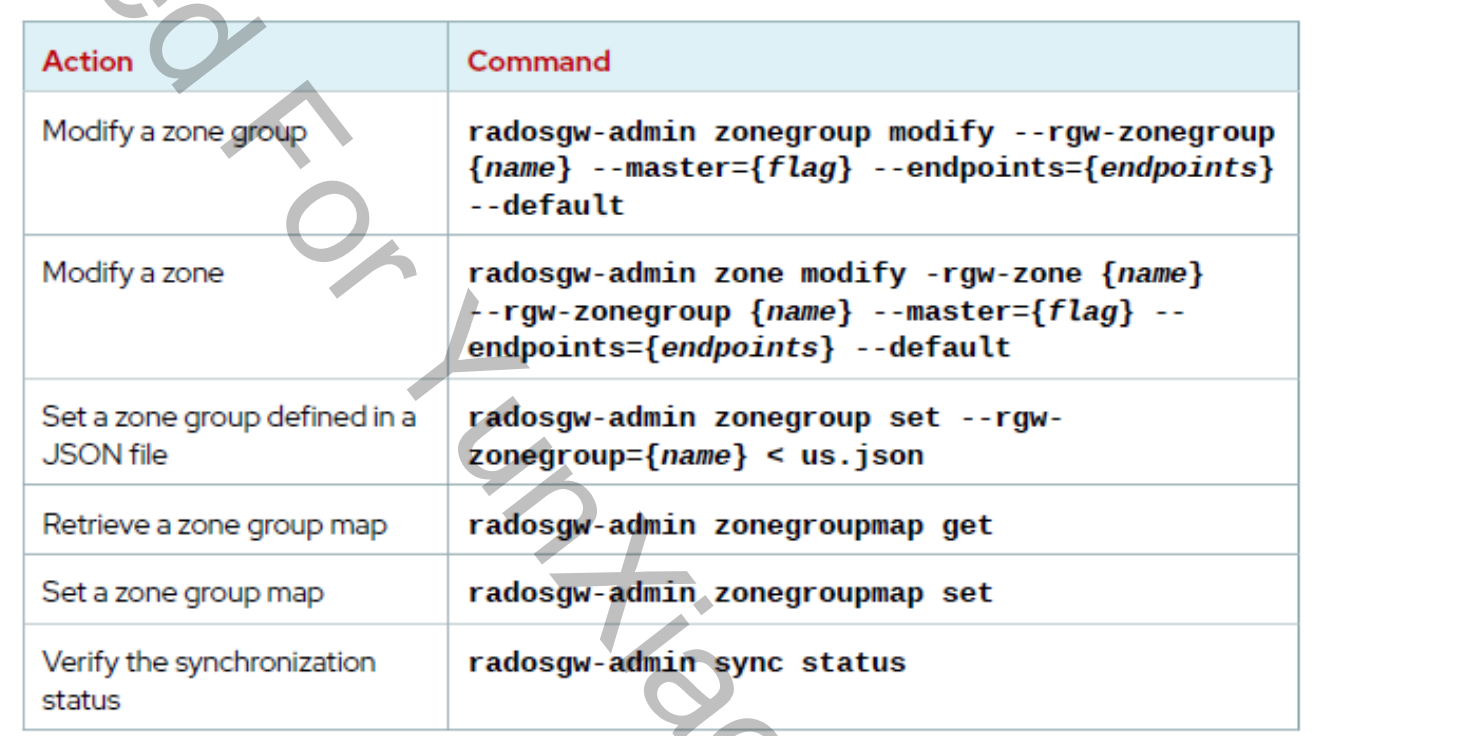 Action Command
Modify a zone group radosgw-admin zonegroup modify --rgw-zonegroup
{name} --master={flag} --endpoints={endpoints}
--default
Modify a zone radosgw-admin zone modify -rgw-zone {name}
--rgw-zonegroup {name} --master={flag} --
endpoints={endpoints} --default
Set a zone group defined in a radosgw-admin zonegroup set --rgw-
JSON file zonegroup={name} < us.json
Retrieve a zone group map radosgw-admin zonegroupmap get
Set a zone group map radosgw-admin zonegroupmap set
Verify the synchronization radosgw-admin sync status
status
ed For YunXiao